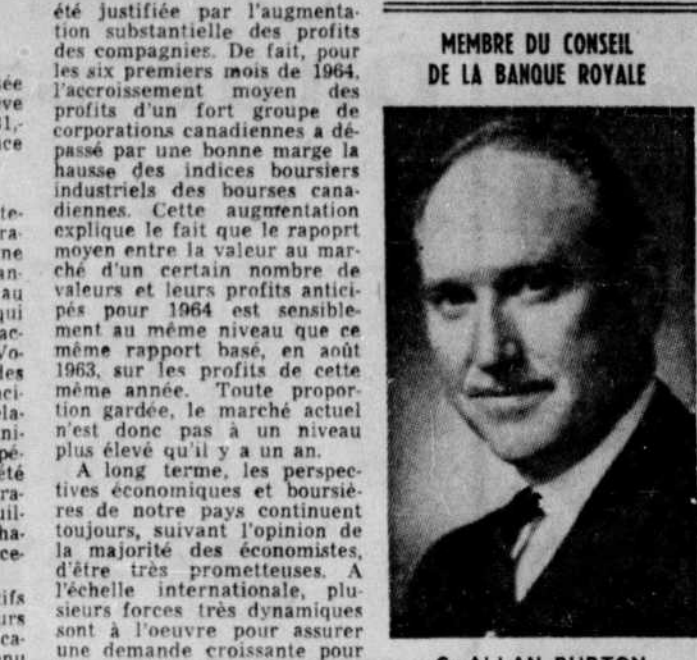 été justifiée par l'augmenta-
tion substantielle des profits
des compagnies. De fait, pour
les six premiers mois de 1964,
l'accroissement moyen des
profits d'un fort groupe de
corporations canadiennes a dé-
passé par une bonne marge la
hausse des indices boursiers
industriels des bourses cana-
diennes. Cette augmentation
explique le fait que le rapoprt
moyen entre la valeur au mar-
ché d'un certain nombre de
valeurs et leurs profits antici-
pés pour 1964 est sensible-
ment au même niveau que ce
même rapport basé, en août
1963, sur les profits de cette
même année. Toute propor-
tion gardée, le marché actuel
n'est donc pas à un niveau
plus élevé qu'il y a un an.
A long terme, les perspec-
tives économiques et boursiè-
res de notre pays continuent
toujours, suivant l'opinion de
la majorité des économistes,
d'être très prometteuses. A
l'échelle internationale, plu-
sieurs forces très dynamiques
sont à l'oeuvre pour assurer
une demande croissante pour
MEMBRE DU CONSEIL
DE LA BANQUE ROYALE
ALLAN BURTON